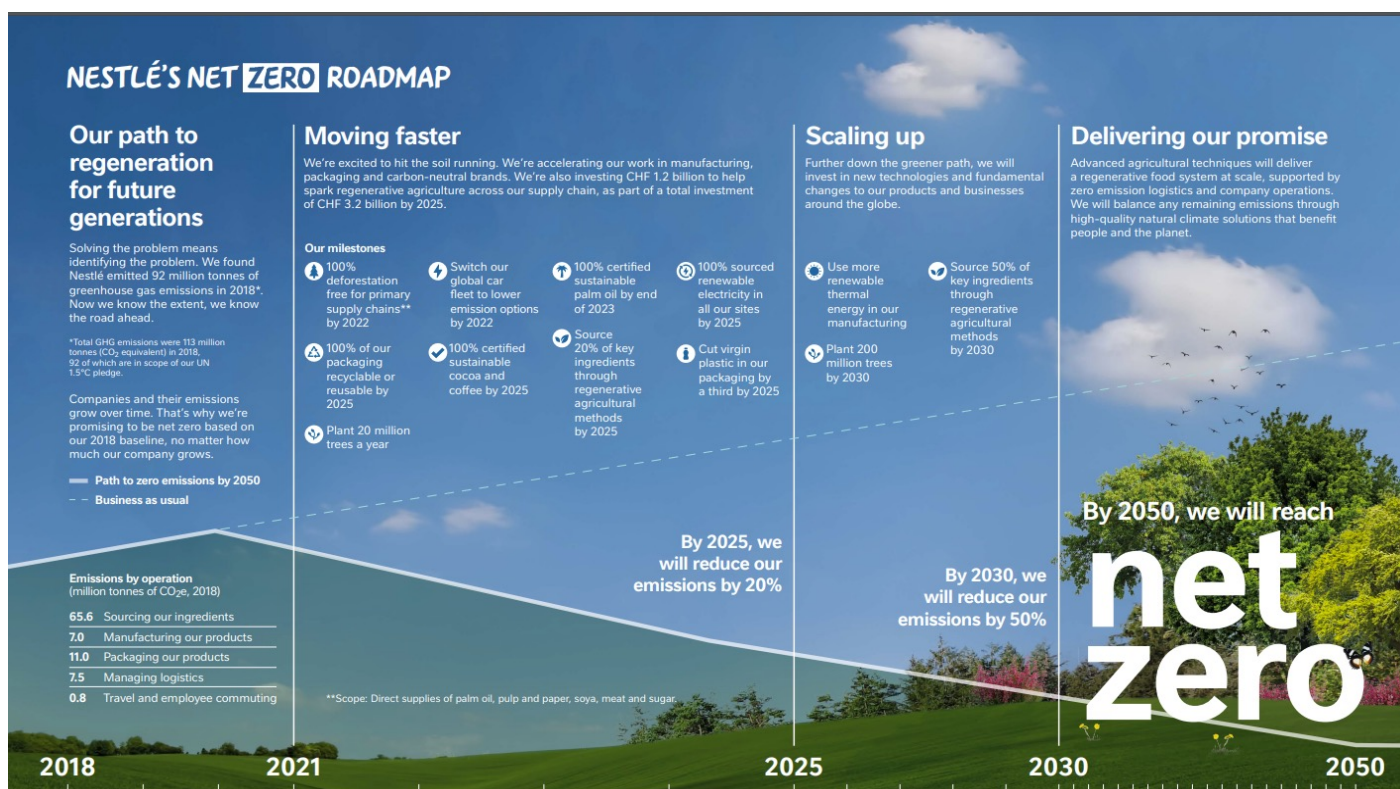 NESTLÉ'S NET ZERO ROADMAP
Our path to
regeneration
for future
generations
Solving the problem means
identifying the problem. We found
Nestlé emitted 92 million tonnes of
greenhouse gas emissions in 2018*.
Now we know the extent, we know
the road ahead.
*Total GHG emissions were 113 million
tonnes (CO₂ equivalent) in 2018,
92 of which are in scope of our UN
1.5°C pledge.
Companies and their emissions
grow over time. That's why we're
promising to be net zero based on
our 2018 baseline, no matter how
much our company grows.
Path to zero emissions by 2050
Business as usual
Emissions by operation
(million tonnes of CO₂e, 2018)
65.6 Sourcing our ingredients
7.0 Manufacturing our products
11.0 Packaging our products
7.5 Managing logistics
0.8 Travel and employee commuting
Moving faster
We're excited to hit the soil running. We're accelerating our work in manufacturing,
packaging and carbon-neutral brands. We're also investing CHF 1.2 billion to help
spark regenerative agriculture across our supply chain, as part of a total investment
of CHF 3.2 billion by 2025.
Our milestones
100%
deforestation
free for primary
supply chains**
by 2022
100% of our
packaging
recyclable or
reusable by
2025
Plant 20 million
trees a year
Switch our
global car
fleet to lower
emission options
by 2022
100% certified
sustainable
cocoa and
coffee by 2025
100% certified
sustainable
palm oil by end
of 2023
Source
20% of key
ingredients
through
regenerative
agricultural
methods
by 2025
100% sourced
renewable
electricity in
all our sites
by 2025
Cut virgin
plastic in our
packaging by
a third by 2025
By 2025, we
will reduce our
emissions by 20%
**Scope: Direct supplies of palm oil, pulp and paper, soya, meat and sugar.
Scaling up
Further down the greener path, we will
invest in new technologies and fundamental
changes to our products and businesses
around the globe.
Use more
renewable
thermal
energy in our
manufacturing
Plant 200
million trees
by 2030
Source 50% of
key ingredients
through
regenerative
agricultural
methods
by 2030
By 2030, we
will reduce our
emissions by 50%
Delivering our promise
Advanced agricultural techniques will deliver
a regenerative food system at scale, supported by
zero emission logistics and company operations.
We will balance any remaining emissions through
high-quality natural climate solutions that benefit
people and the planet.
By 2050, we will reach
net
zero
2018 2021 2025 2030 2050